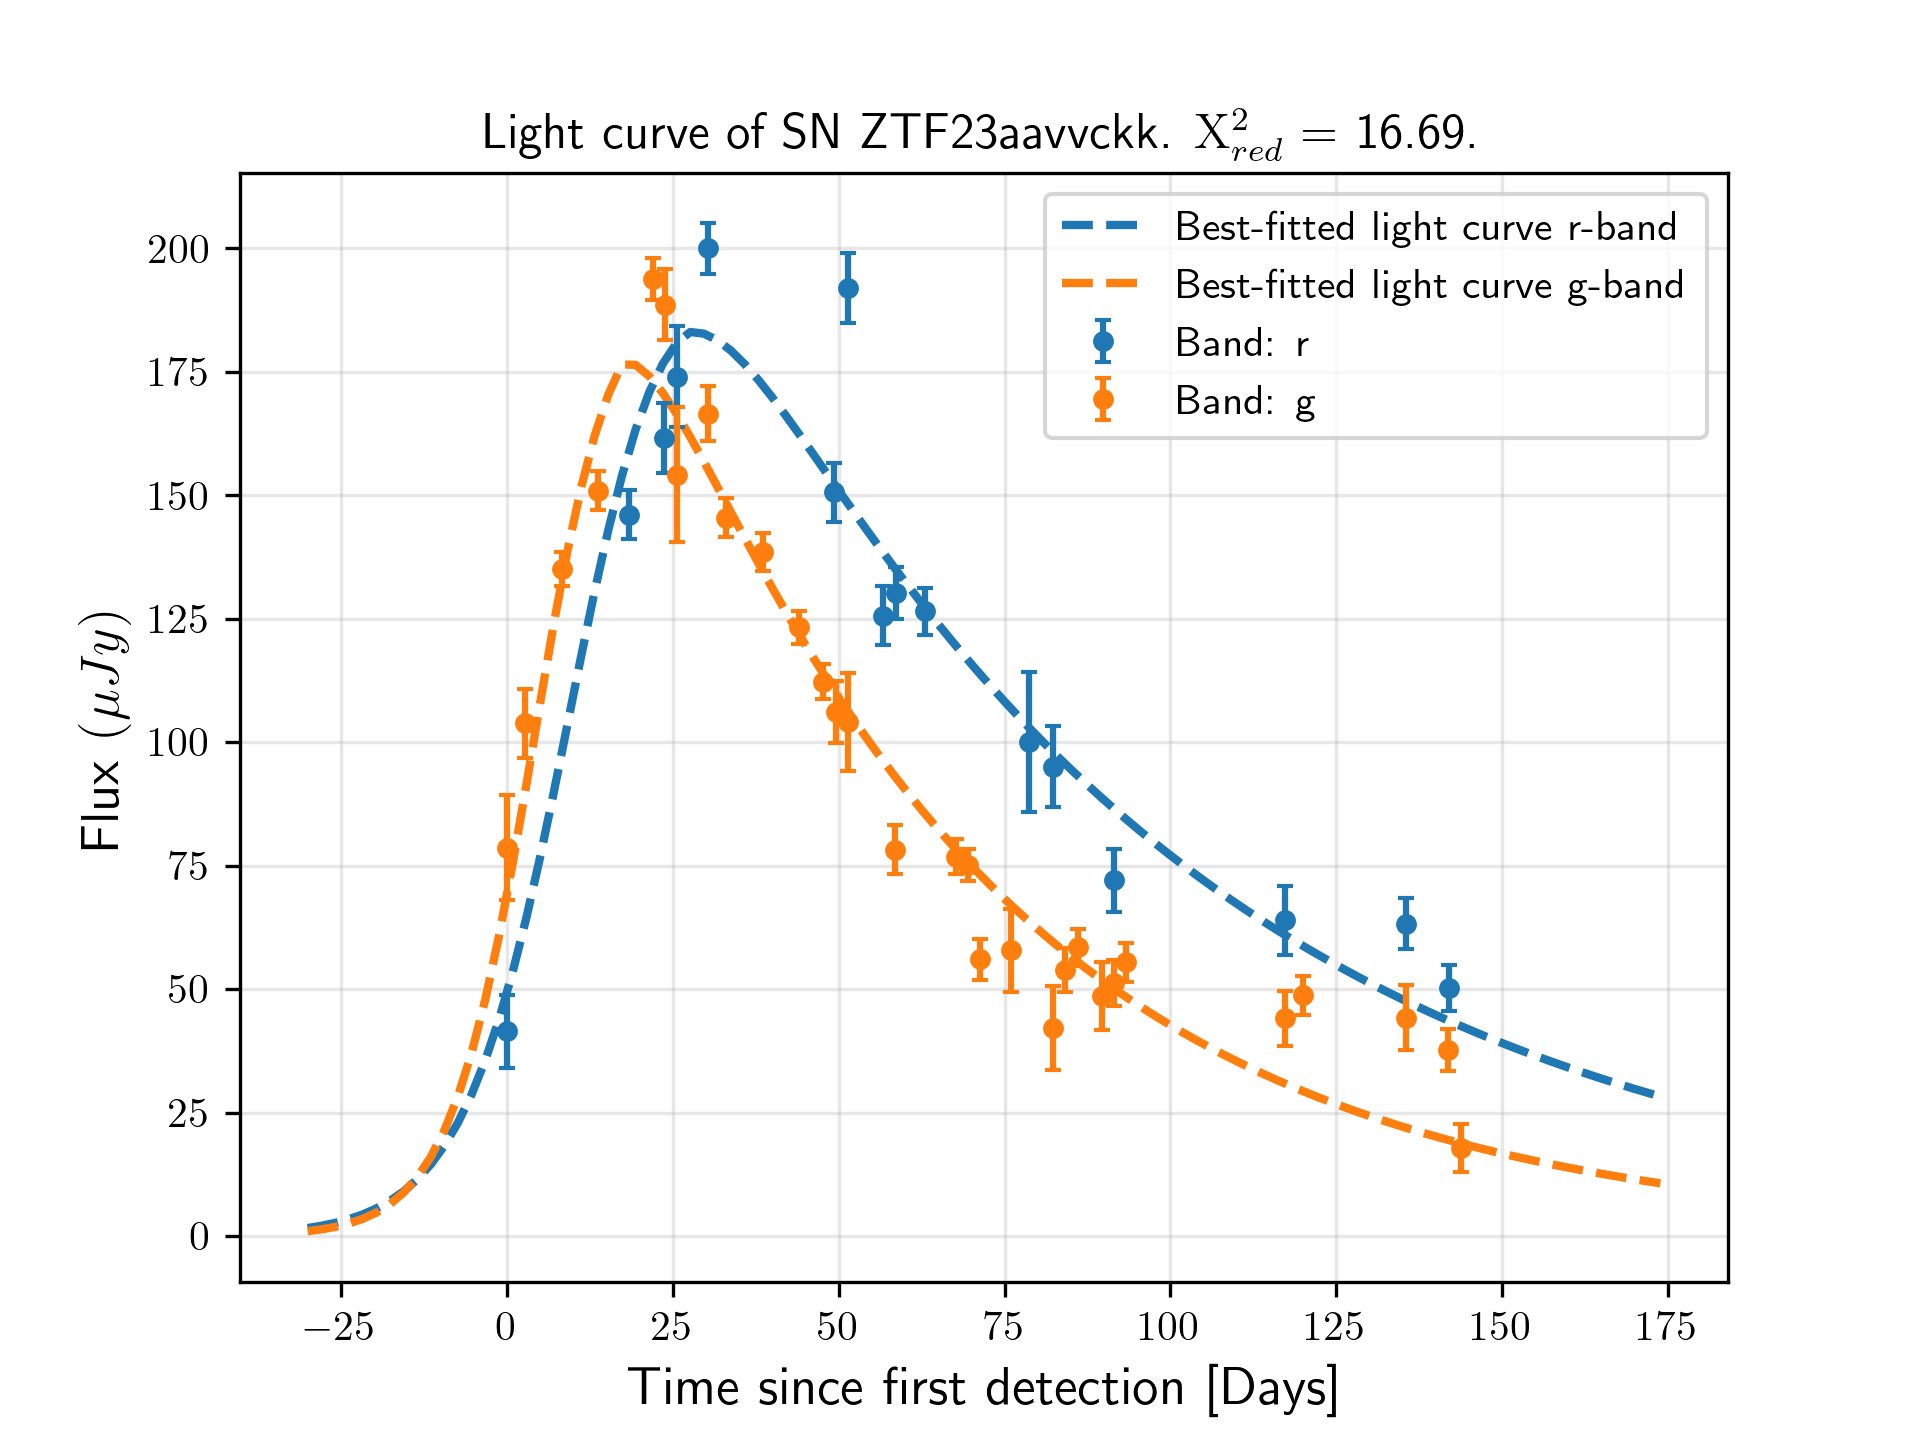 Light curve of SN ZTF23aavvckk. X²_red = 16.69.
Best-fitted light curve r-band
Best-fitted light curve g-band
Band: r
Band: g
Flux (μJy)
200
175
150
125
100
75
50
25
0
−25 0 25 50 75 100 125 150 175
Time since first detection [Days]